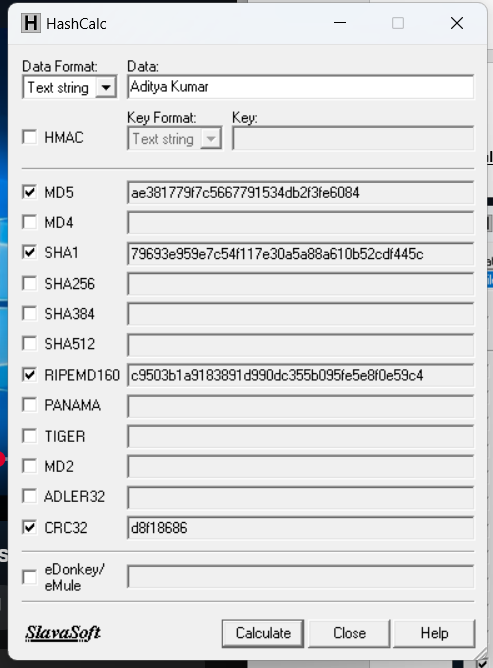 HashCalc
Data Format: Data:
Text string Aditya Kumar
Key Format: Key:
HMAC Text string
MD5 ae381779f7c5667791534db2f3fe6084
MD4
SHA1 79693e959e7c54f117e30a5a88a610b52cdf445c
SHA256
SHA384
SHA512
RIPEMD160 c9503b1a9183891d990dc355b095fe5e8f0e59c4
PANAMA
TIGER
MD2
ADLER32
CRC32 d8f18686
eDonkey/
eMule
SlavaSoft Calculate Close Help